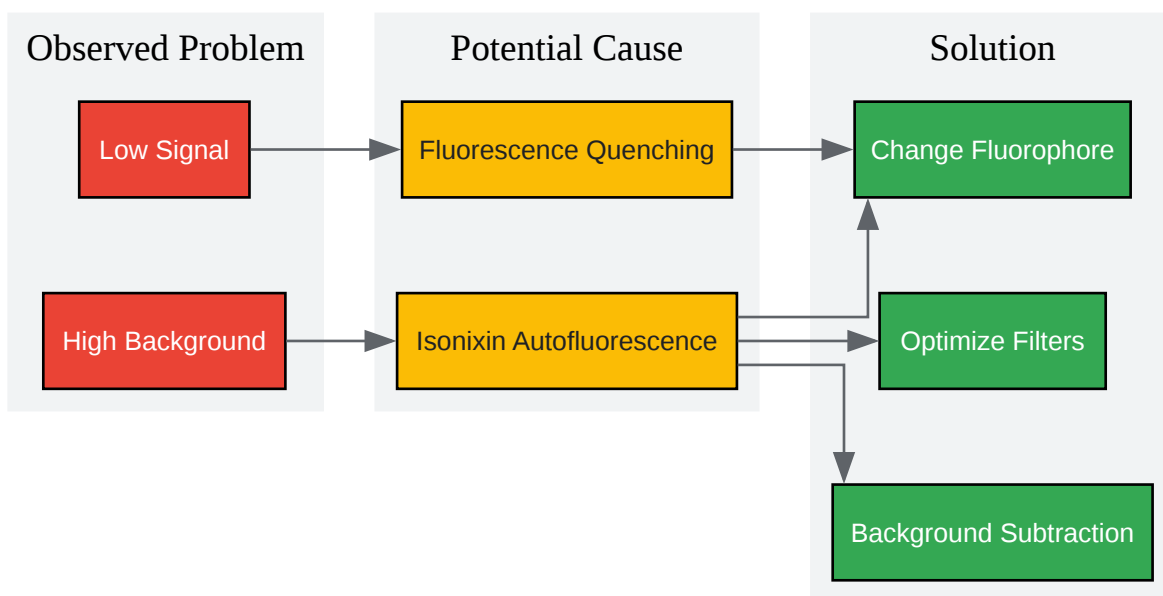 Observed Problem
Potential Cause
Solution
Low Signal
Fluorescence Quenching
Change Fluorophore
High Background
Isonixin Autofluorescence
Optimize Filters
Background Subtraction